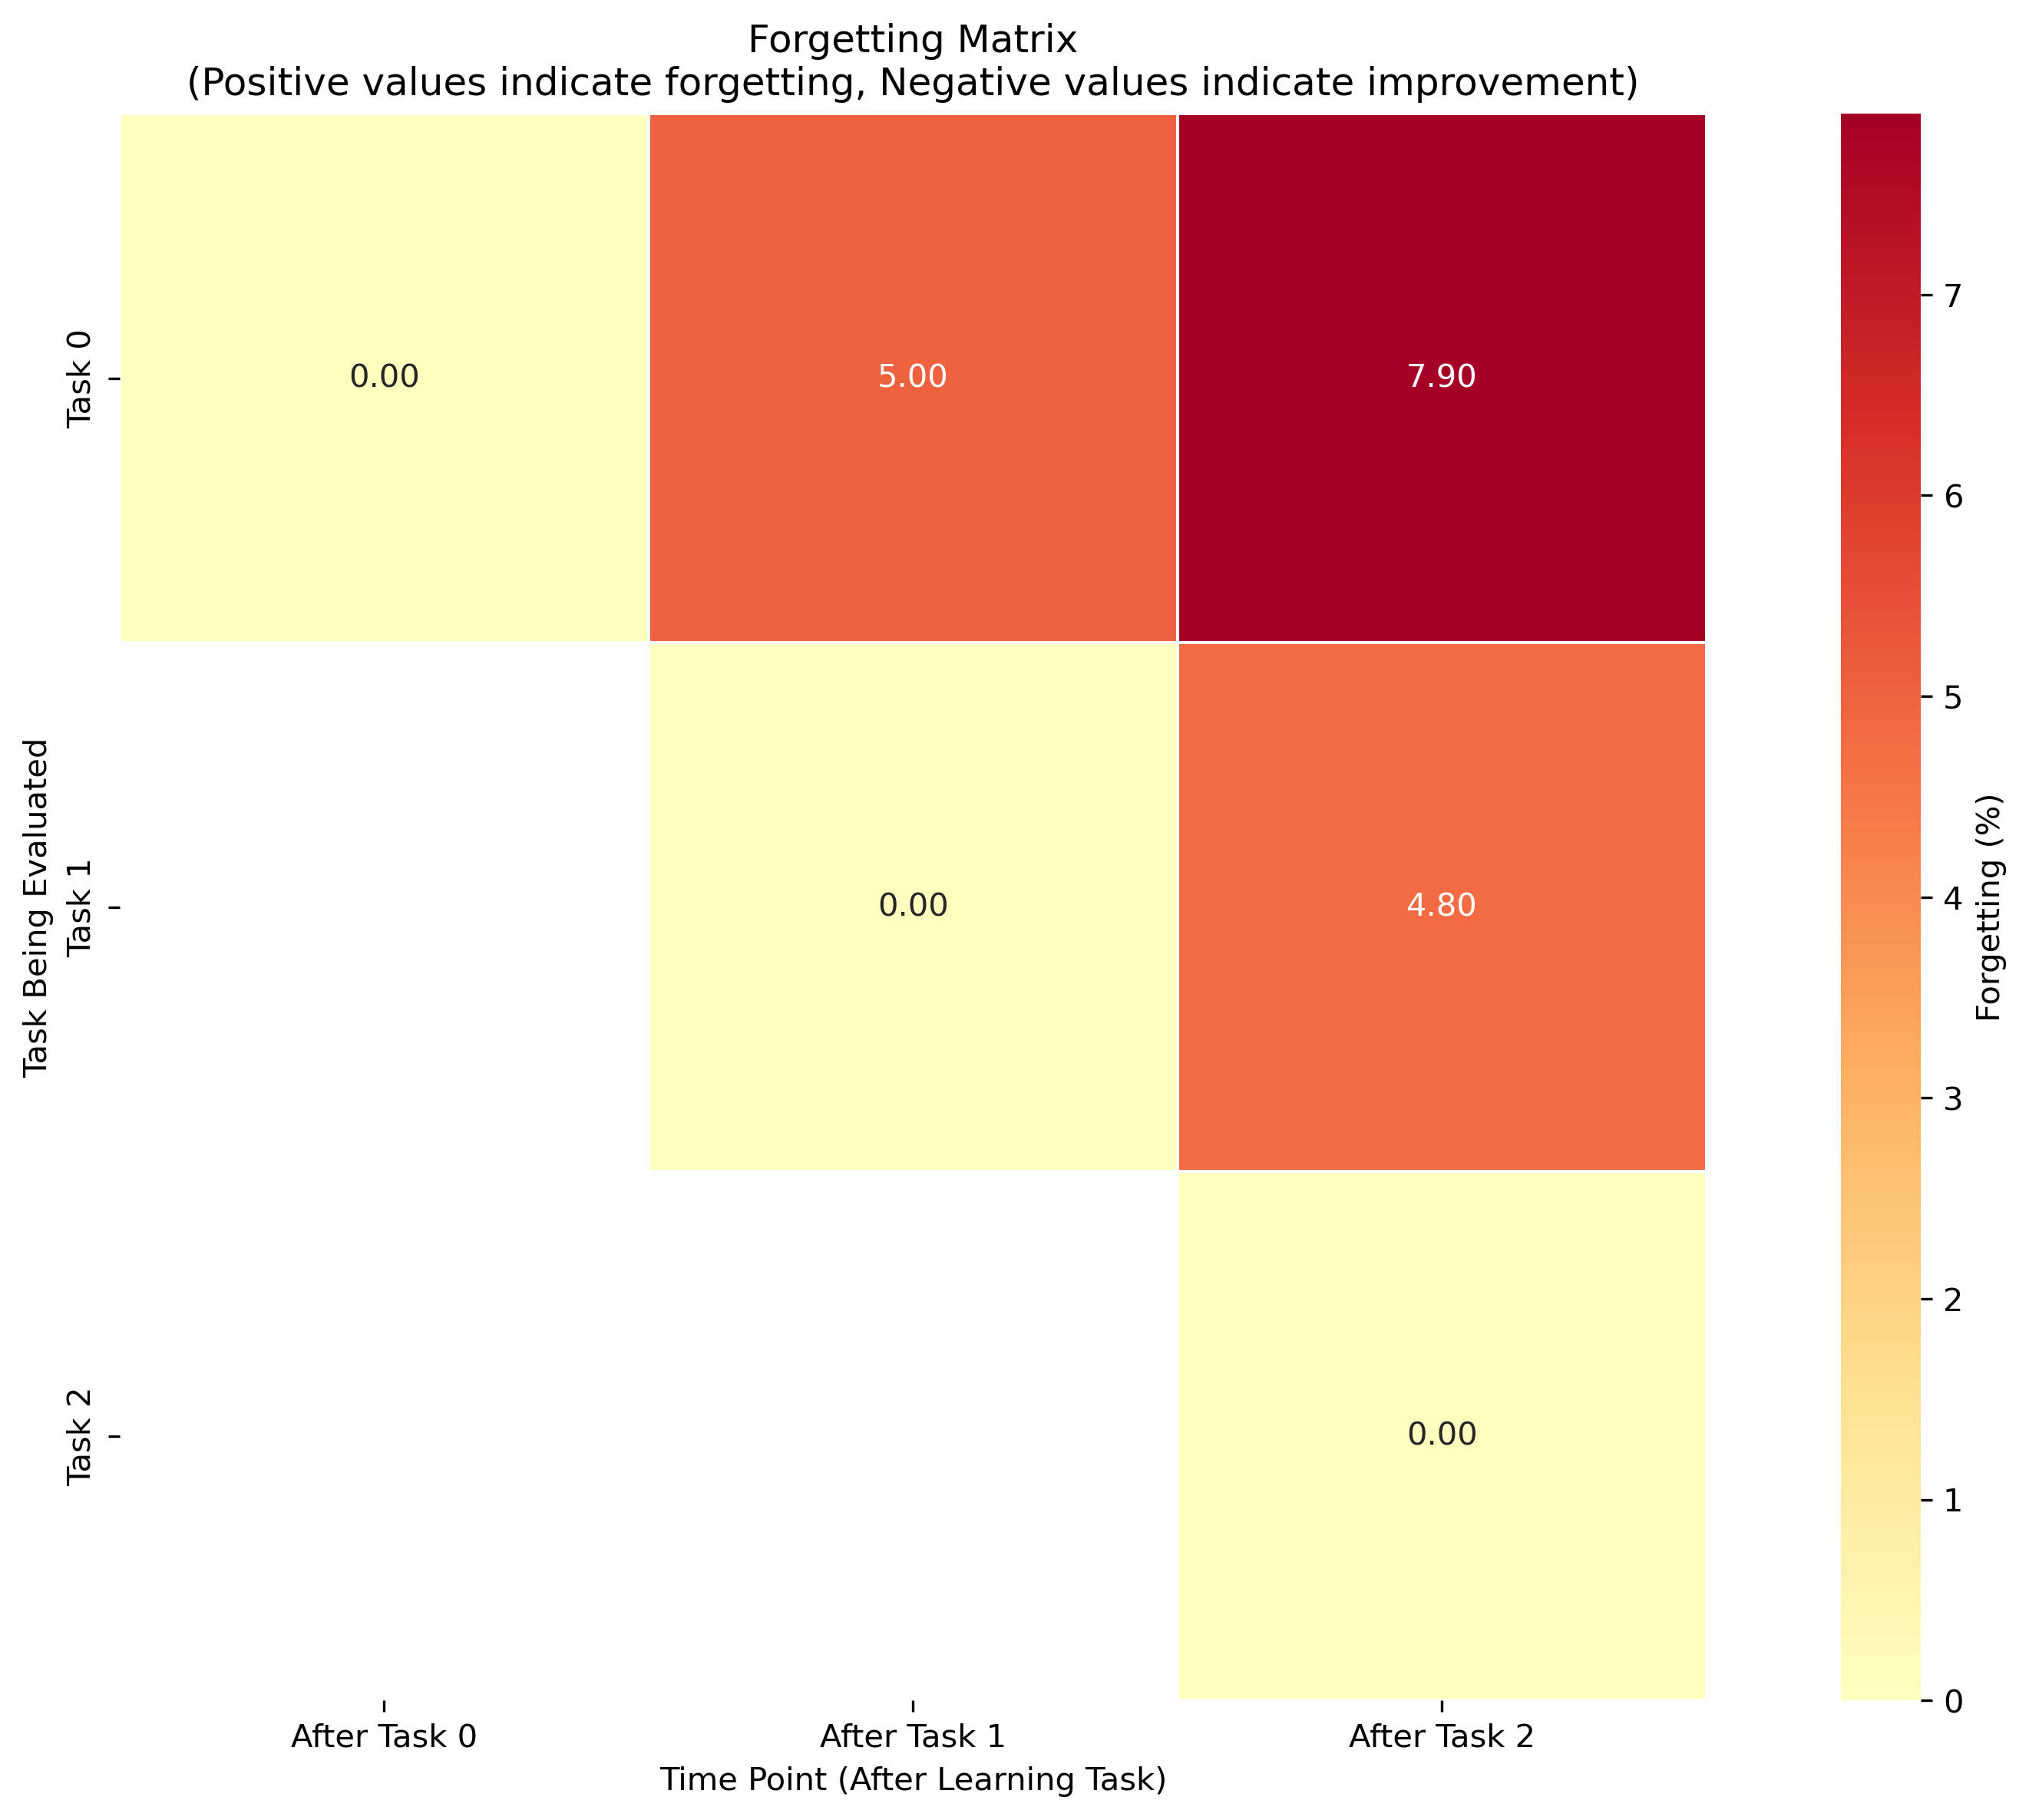 Forgetting Matrix
(Positive values indicate forgetting, Negative values indicate improvement)
Task Being Evaluated
Task 0
0.00
5.00
7.90
Task 1
0.00
4.80
Task 2
0.00
After Task 0
After Task 1
After Task 2
Time Point (After Learning Task)
7
6
5
4
3
2
1
0
Forgetting (%)